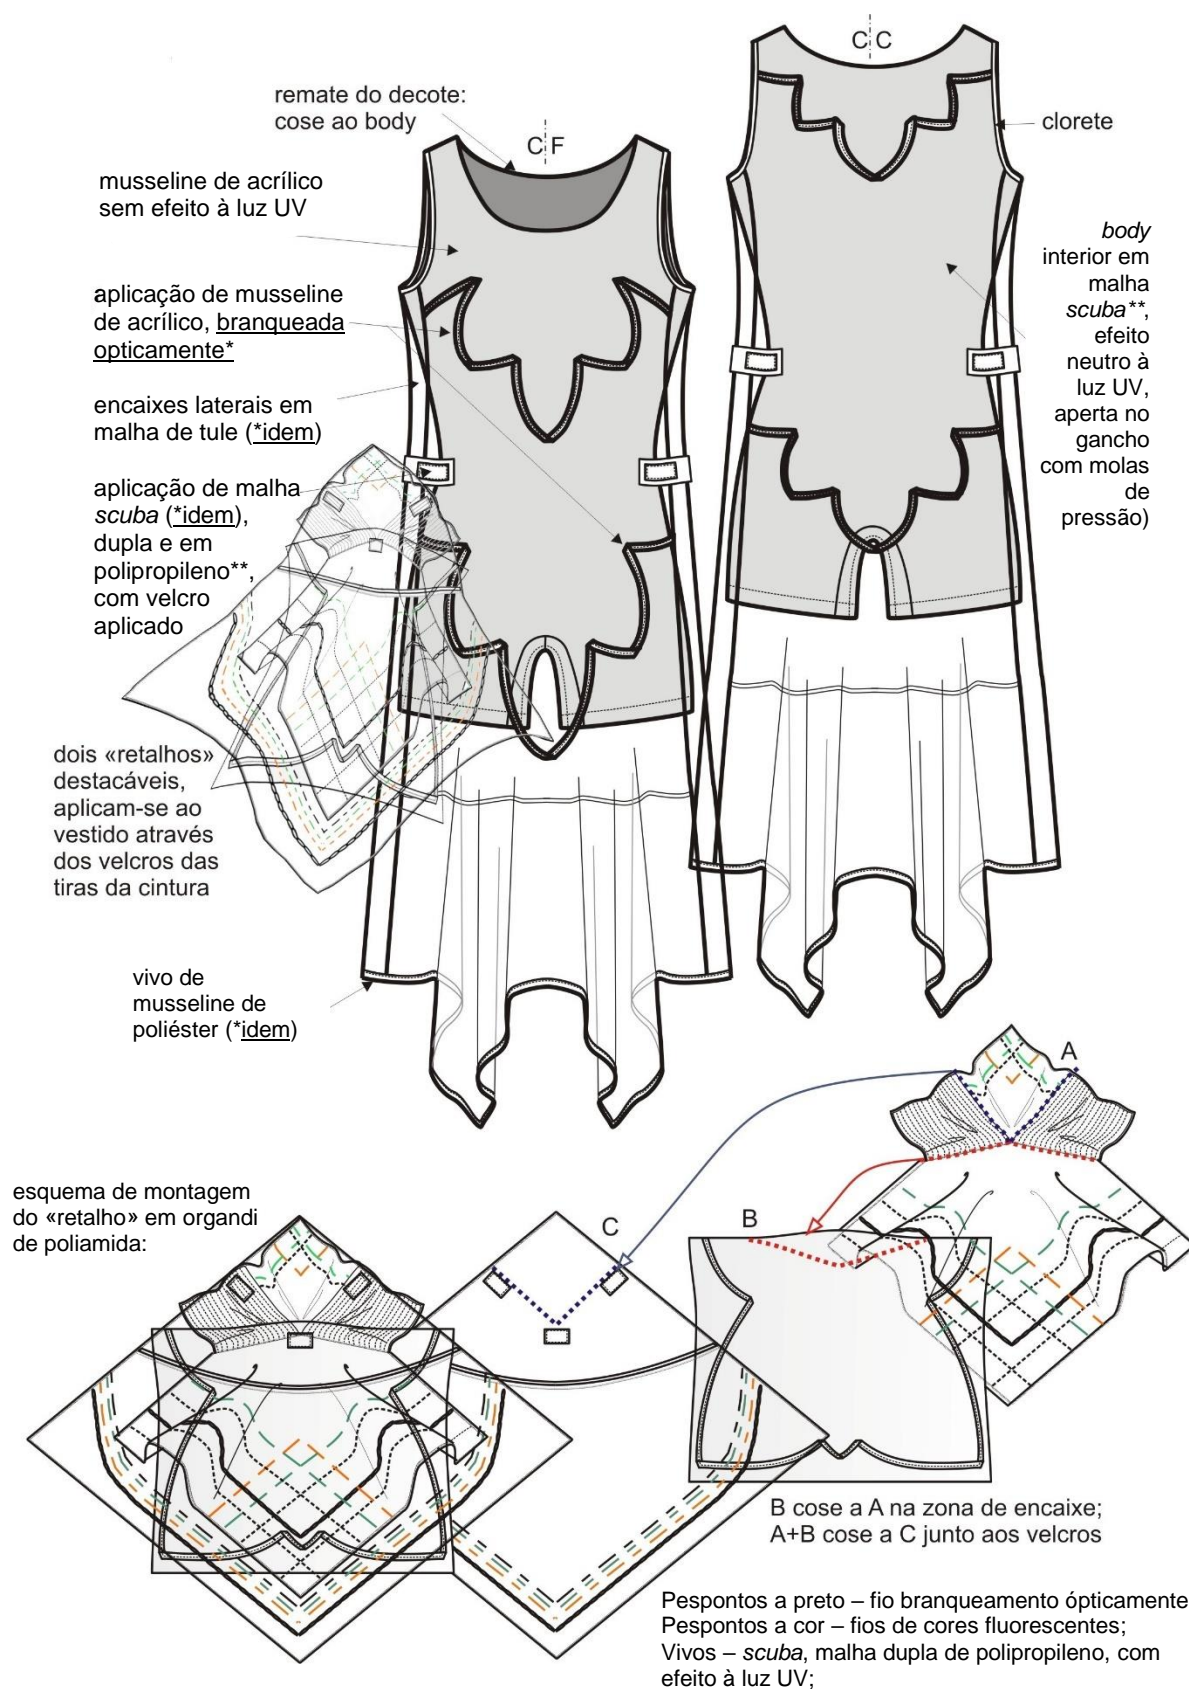 C C
remate do decote:
cose ao body
clorete
C F
musseline de acrílico
sem efeito à luz UV
body
interior em
malha
scuba**,
efeito
neutro à
luz UV,
aperta no
gancho
com molas
de
pressão)
aplicação de musseline
de acrílico, branqueada
opticamente*
encaixes laterais em
malha de tule (*idem)
aplicação de malha
scuba (*idem),
dupla e em
polipropileno**,
com velcro
aplicado
dois «retalhos»
destacáveis,
aplicam-se ao
vestido através
dos velcros das
tiras da cintura
vivo de
musseline de
poliéster (*idem)
A
esquema de montagem
do «retalho» em organdi
de poliamida:
C
B
B cose a A na zona de encaixe;
A+B cose a C junto aos velcros
Pespontos a preto – fio branqueamento ópticamente
Pespontos a cor – fios de cores fluorescentes;
Vivos – scuba, malha dupla de polipropileno, com
efeito à luz UV;